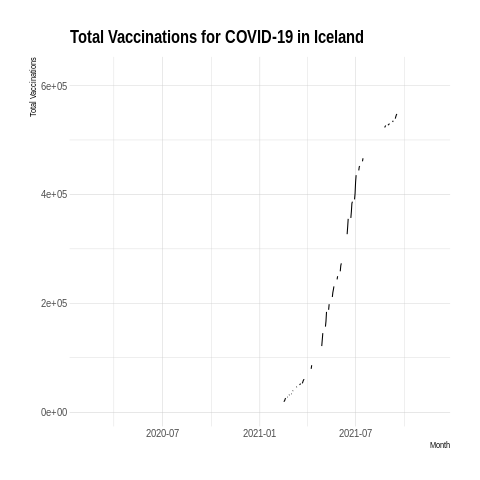 Total Vaccinations for COVID-19 in Iceland
Total Vaccinations
6e+05
4e+05
2e+05
0e+00
2020-07
2021-01
2021-07
Month